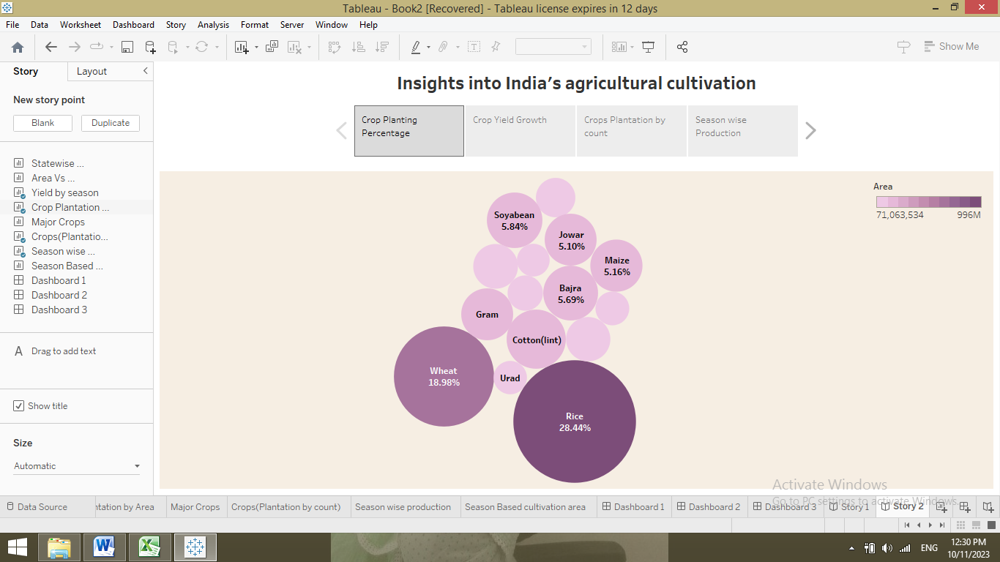 Tableau - Book2 [Recovered] - Tableau license expires in 12 days
File Data Worksheet Dashboard Story Analysis Format Server Window Help
Show Me
Story Layout
New story point
Blank Duplicate
Statewise ...
Area Vs ...
Yield by season
Crop Plantation ...
Major Crops
Crops(Plantatio...
Season wise ...
Season Based ...
Dashboard 1
Dashboard 2
Dashboard 3
A Drag to add text
Show title
Size
Automatic
Insights into India’s agricultural cultivation
Crop Planting
Percentage
Crop Yield Growth
Crops Plantation by
count
Season wise
Production
Area
71,063,534 996M
Soyabean
5.84%
Jowar
5.10%
Maize
5.16%
Bajra
5.69%
Gram
Cotton(lint)
Wheat
18.98%
Urad
Rice
28.44%
Activate Windows
Go to PC settings to activate Windows.
Data Source ntation by Area Major Crops Crops(Plantation by count) Season wise production Season Based cultivation area Dashboard 1 Dashboard 2 Dashboard 3 Story 1 Story 2
ENG
12:30 PM
10/11/2023